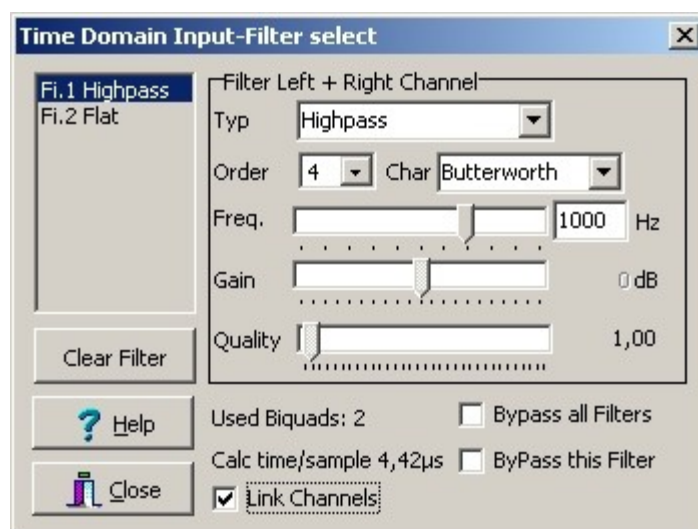 Time Domain Input-Filter select
Fi.1 Highpass
Fi.2 Flat
Filter Left + Right Channel
Typ Highpass
Order 4 Char Butterworth
Freq. 1000 Hz
Gain 0 dB
Quality 1,00
Clear Filter
Help
Close
Used Biquads: 2
Bypass all Filters
Calc time/sample 4,42µs
ByPass this Filter
Link Channels